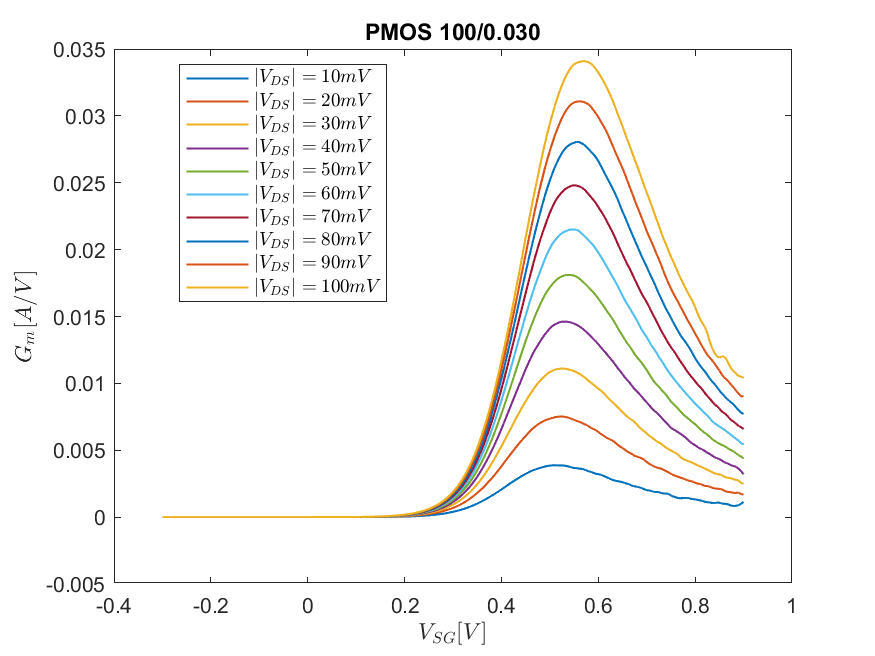 PMOS 100/0.030
0.035
0.03
0.025
0.02
0.015
0.01
0.005
0
-0.005
G_m[A/V]
|V_DS| = 10mV
|V_DS| = 20mV
|V_DS| = 30mV
|V_DS| = 40mV
|V_DS| = 50mV
|V_DS| = 60mV
|V_DS| = 70mV
|V_DS| = 80mV
|V_DS| = 90mV
|V_DS| = 100mV
-0.4 -0.2 0 0.2 0.4 0.6 0.8 1
V_SG[V]